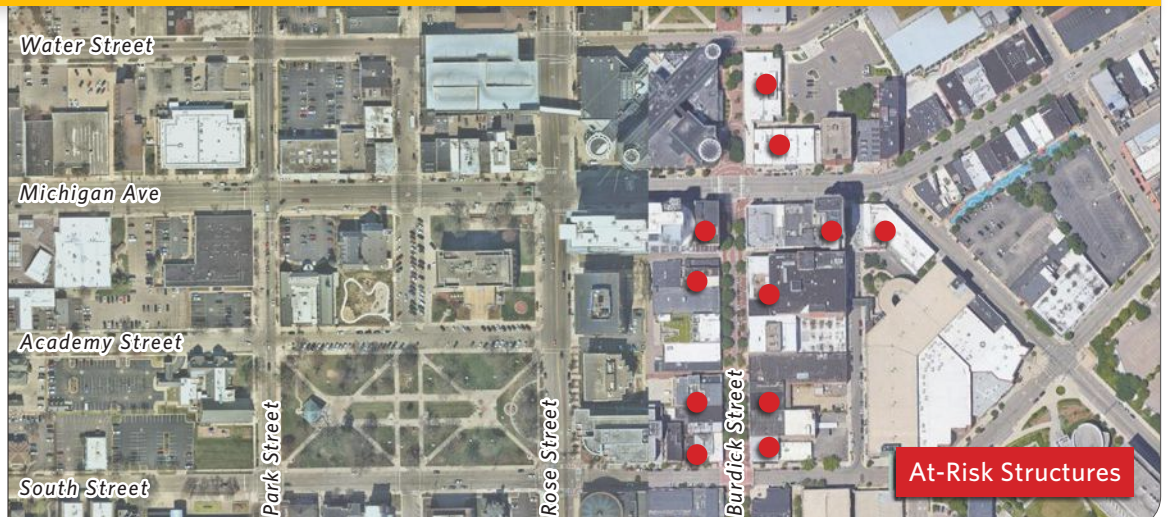 Water Street
Michigan Ave
Academy Street
South Street
Park Street
Rose Street
Burdick Street
At-Risk Structures